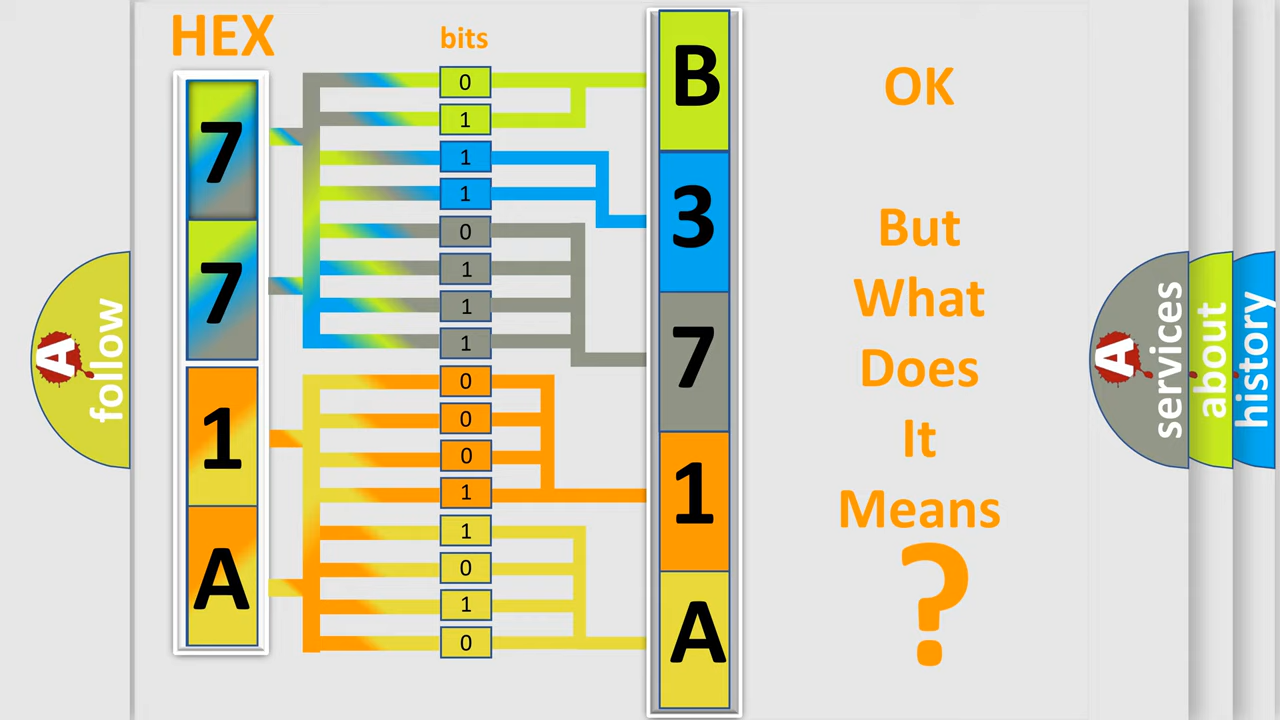 HEX
bits
7
7
1
A
0
1
1
1
0
1
1
1
0
0
0
1
1
0
1
0
B
3
7
1
A
OK
But
What
Does
It
Means
?
A
follow
A
services
about
history